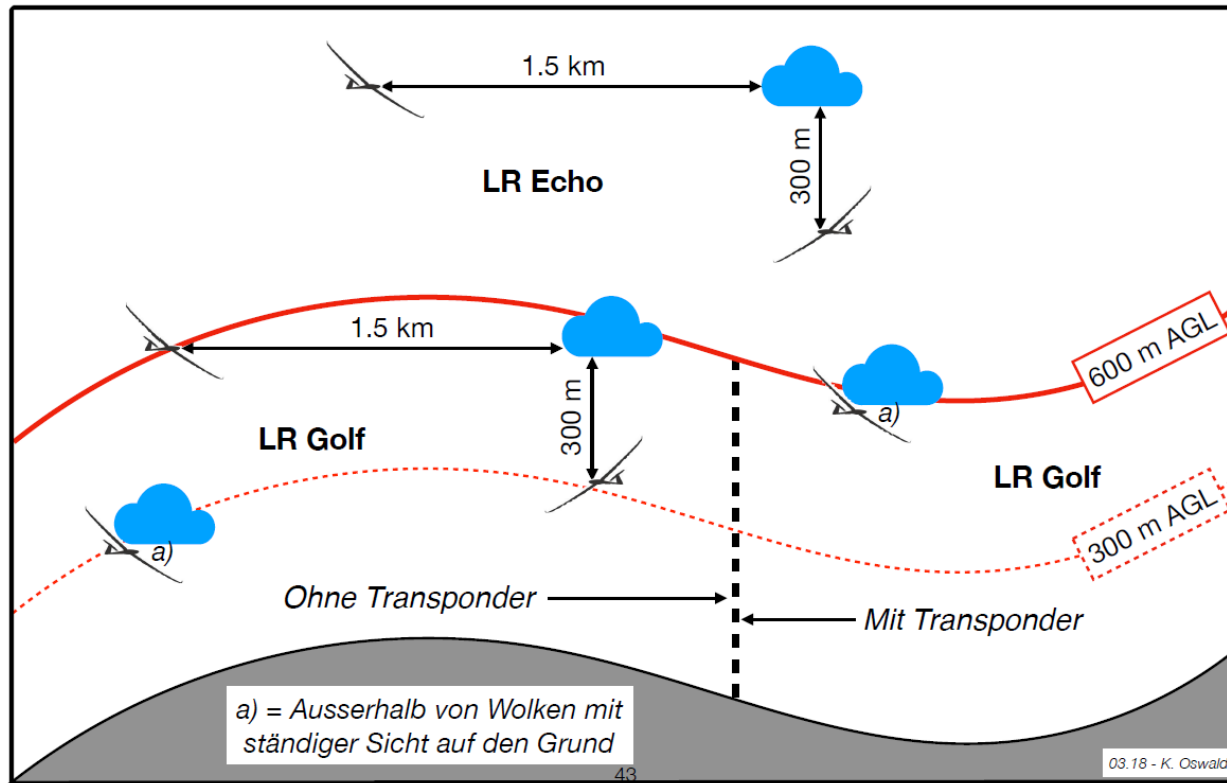 1.5 km
300 m
LR Echo
1.5 km
600 m AGL
a)
LR Golf
300 m
LR Golf
300 m AGL
a)
Ohne Transponder
Mit Transponder
a) = Ausserhalb von Wolken mit
ständiger Sicht auf den Grund
43
03.18 - K. Oswald